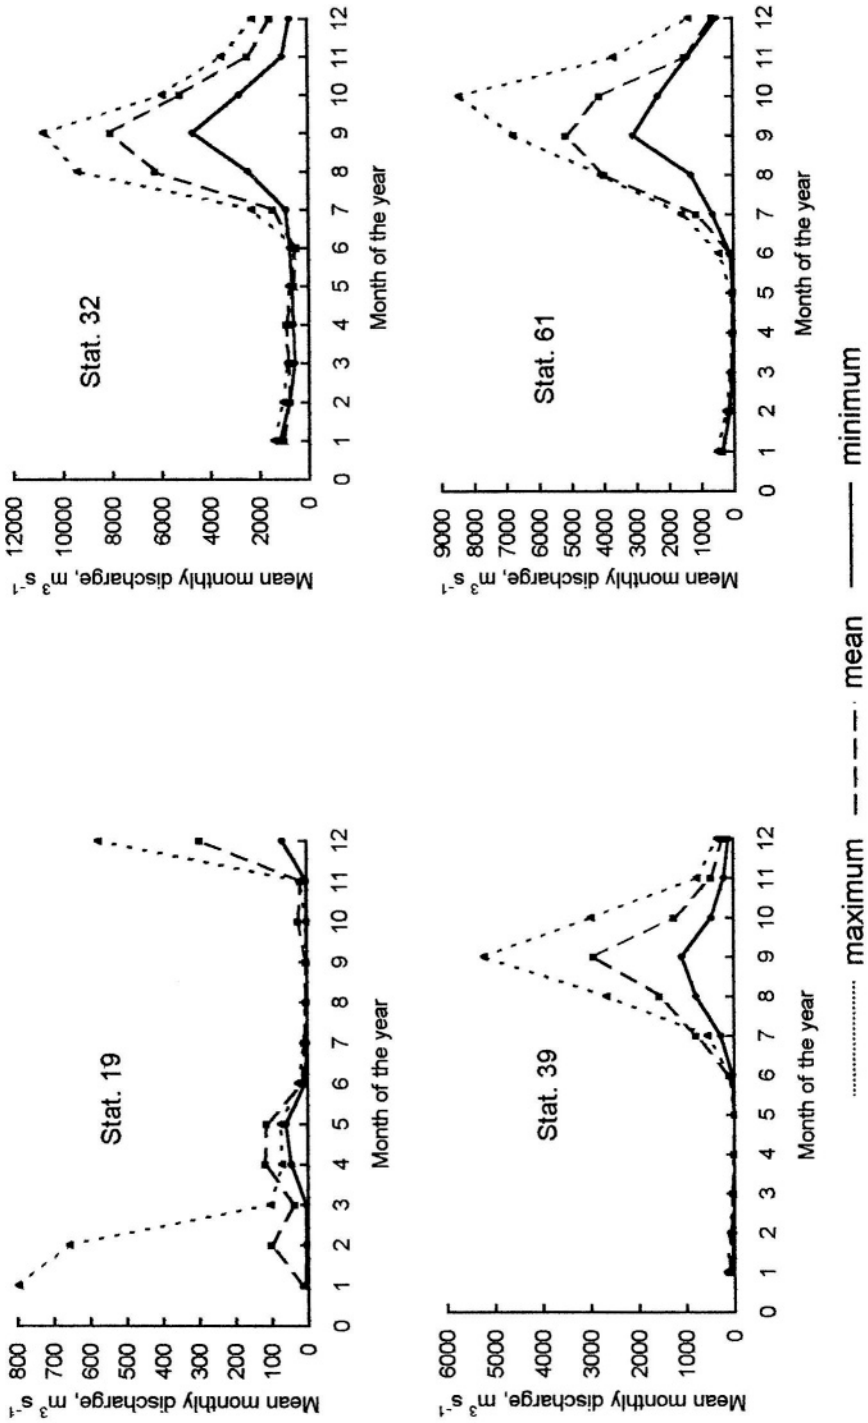 Stat. 19
Mean monthly discharge, m³ s⁻¹
800
700
600
500
400
300
200
100
0
0 1 2 3 4 5 6 7 8 9 10 11 12
Month of the year
Stat. 32
Mean monthly discharge, m³ s⁻¹
12000
10000
8000
6000
4000
2000
0
0 1 2 3 4 5 6 7 8 9 10 11 12
Month of the year
Stat. 39
Mean monthly discharge, m³ s⁻¹
6000
5000
4000
3000
2000
1000
0
0 1 2 3 4 5 6 7 8 9 10 11 12
Month of the year
Stat. 61
Mean monthly discharge, m³ s⁻¹
9000
8000
7000
6000
5000
4000
3000
2000
1000
0
0 1 2 3 4 5 6 7 8 9 10 11 12
Month of the year
maximum mean minimum